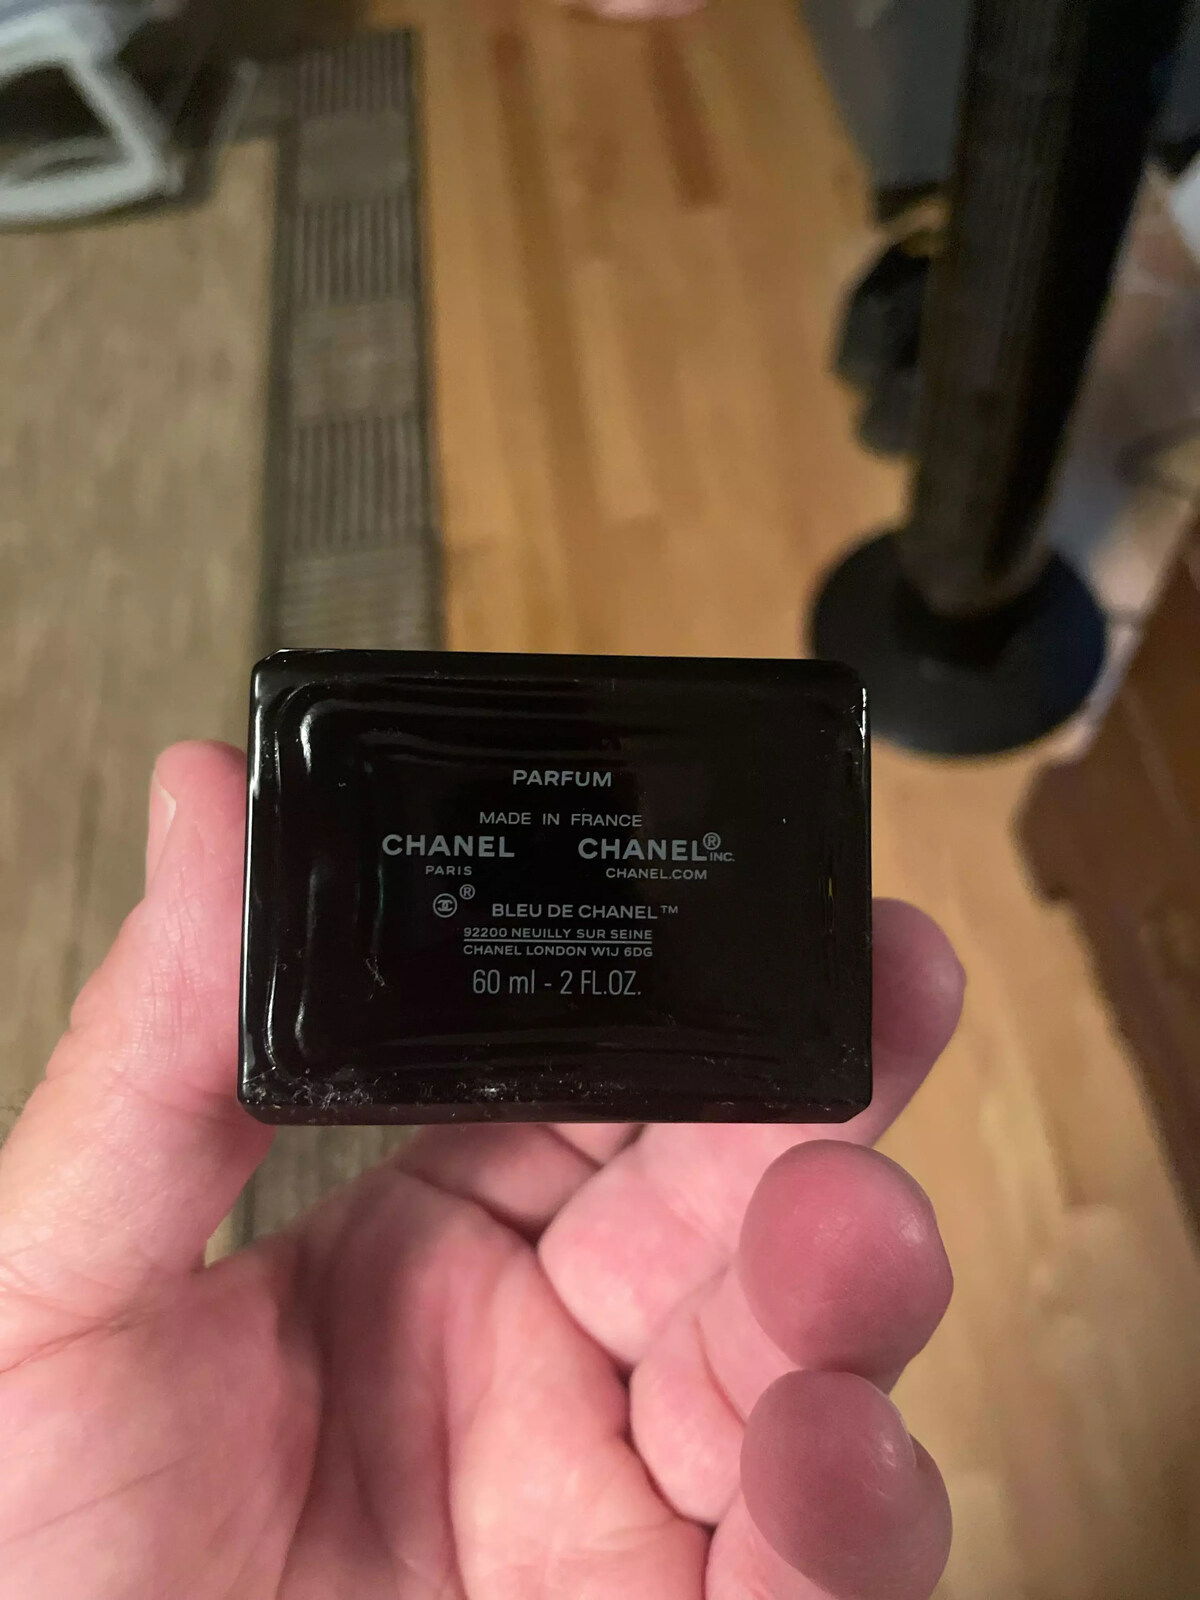 PARFUM
MADE IN FRANCE
CHANEL CHANEL® INC.
PARIS CHANEL.COM
® BLEU DE CHANEL™
92200 NEUILLY SUR SEINE
CHANEL LONDON W1J 6DG
60 ml - 2 FL.OZ.